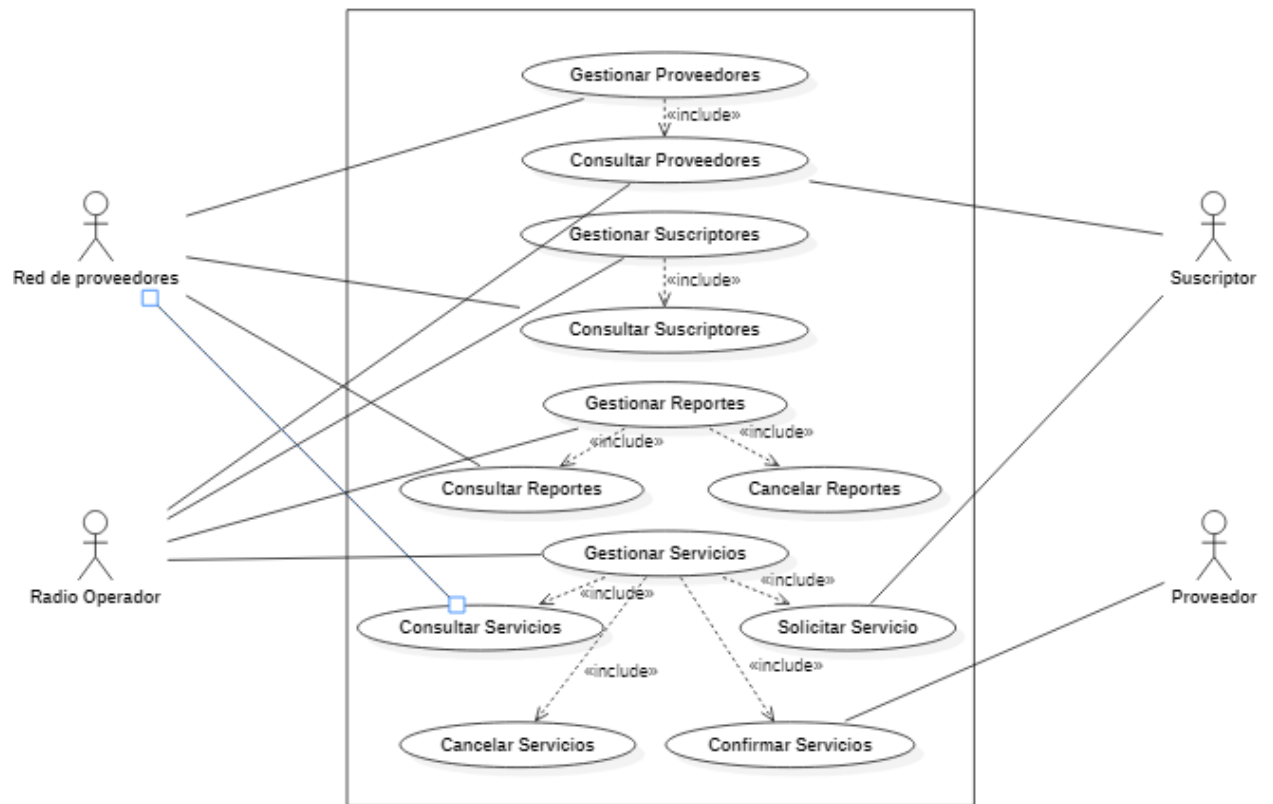 Gestionar Proveedores
«include»
Consultar Proveedores
Gestionar Suscriptores
Red de proveedores
«include»
Suscriptor
Consultar Suscriptores
Gestionar Reportes
«include»
«include»
Consultar Reportes
Cancelar Reportes
Gestionar Servicios
«include»
«include»
Radio Operador
Proveedor
Consultar Servicios
Solicitar Servicio
«include»
«include»
Cancelar Servicios
Confirmar Servicios